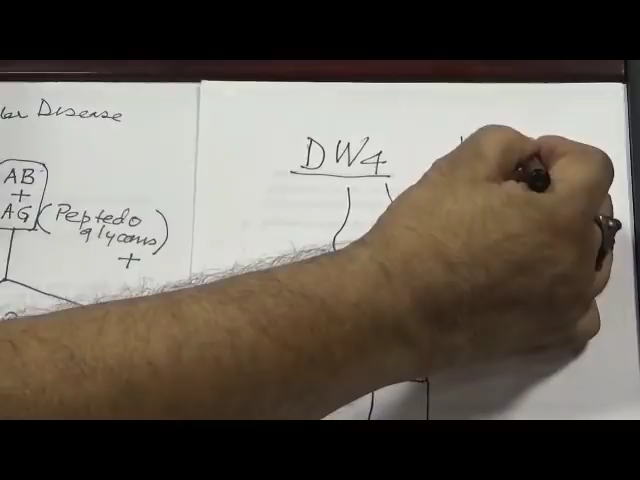 Disease
AB
+
AG (Peptedo
glycans)
+
DW4